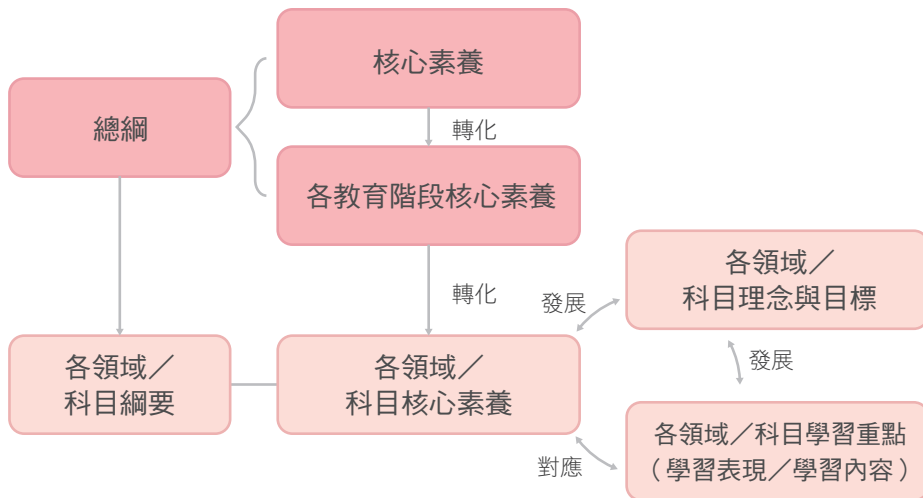 核心素養
總綱
轉化
各教育階段核心素養
轉化
各領域／
科目理念與目標
發展
各領域／
科目綱要
各領域／
科目核心素養
發展
各領域／科目學習重點
（學習表現／學習內容）
對應